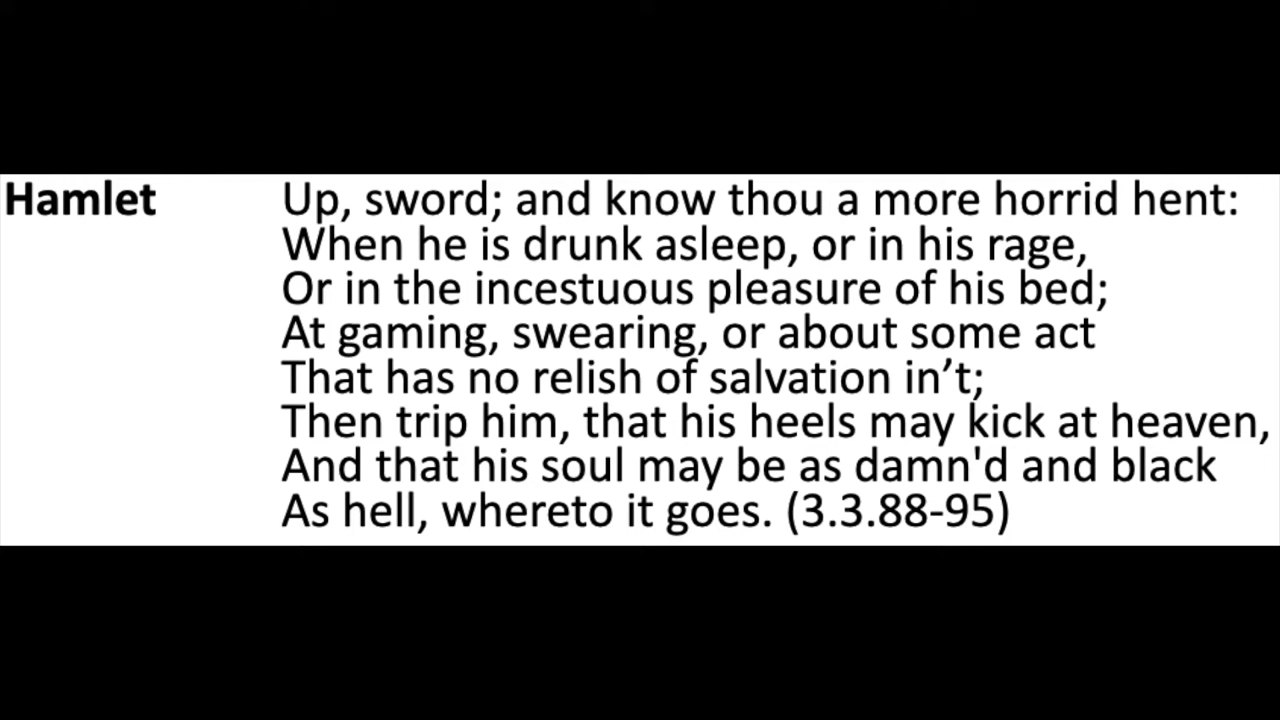 Hamlet Up, sword; and know thou a more horrid hent:
When he is drunk asleep, or in his rage,
Or in the incestuous pleasure of his bed;
At gaming, swearing, or about some act
That has no relish of salvation in’t;
Then trip him, that his heels may kick at heaven,
And that his soul may be as damn'd and black
As hell, whereto it goes. (3.3.88-95)